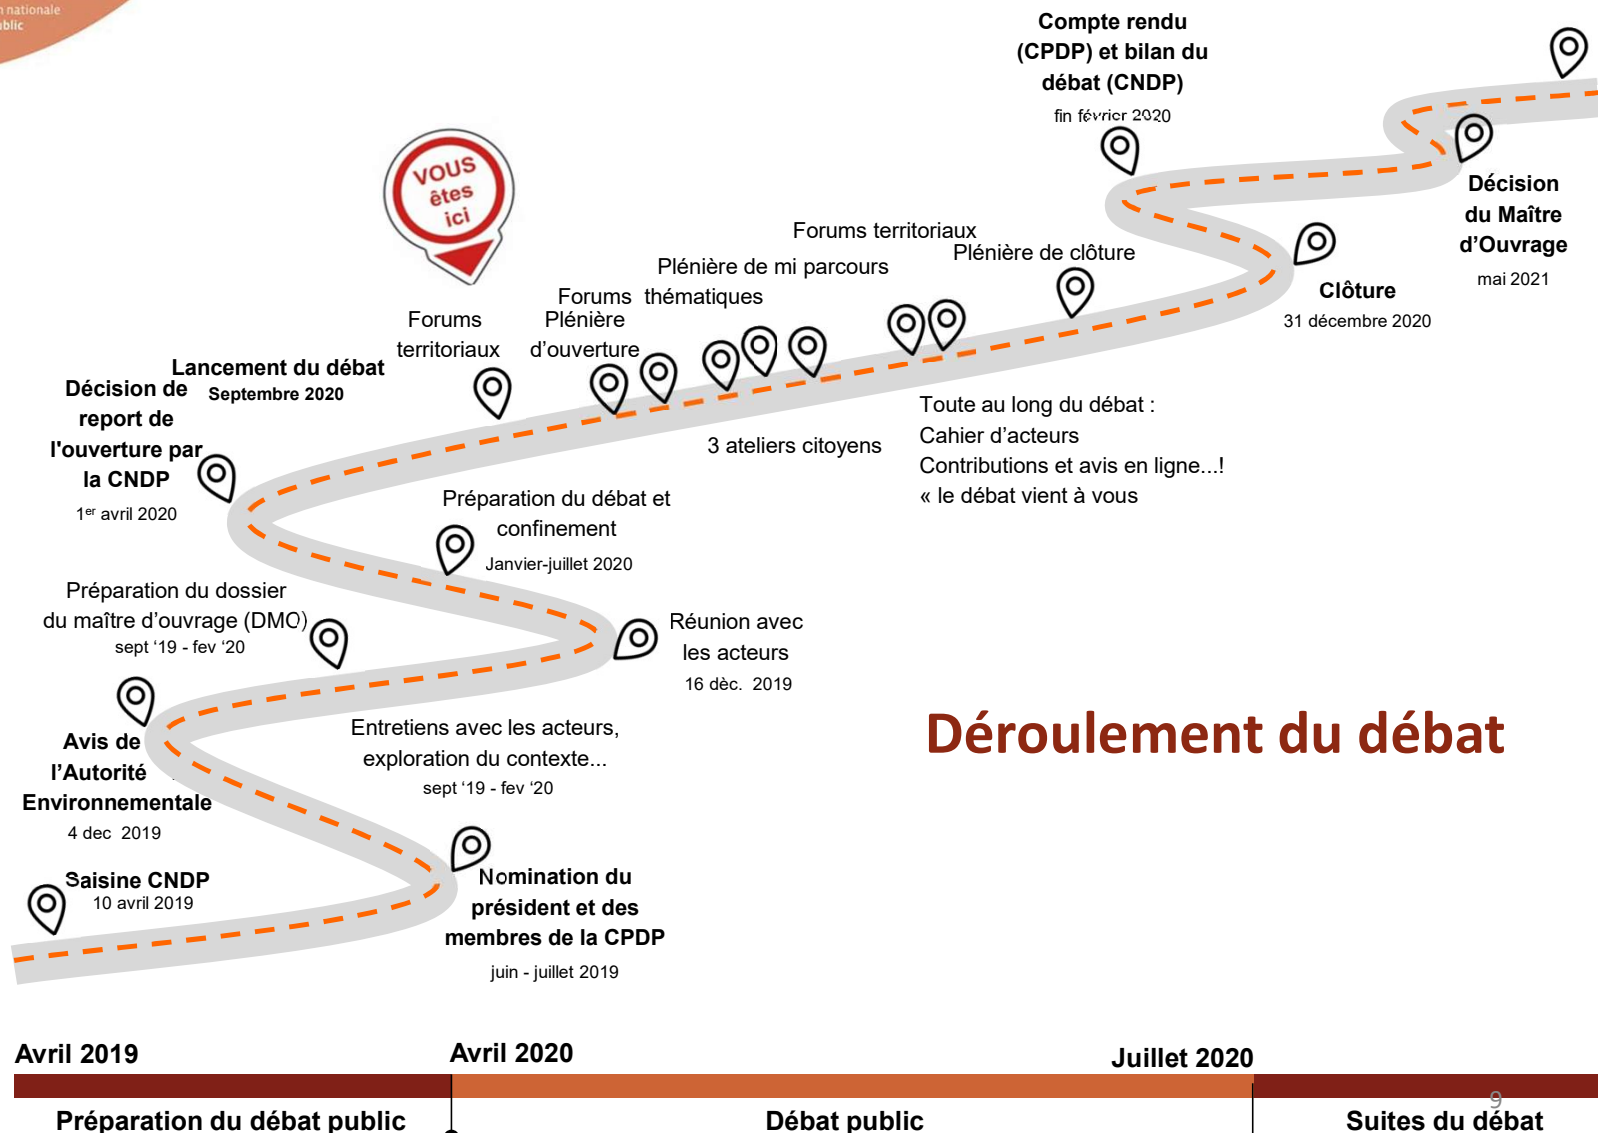 n nationale
blic
Compte rendu
(CPDP) et bilan du
débat (CNDP)
fin février 2020
VOUS
êtes
ici
Décision
du Maître
d'Ouvrage
mai 2021
Forums territoriaux
Plénière de clôture
Plénière de mi parcours
Forums thématiques
Clôture
31 décembre 2020
Forums
territoriaux
Plénière
d'ouverture
Lancement du débat
Septembre 2020
Décision de
report de
l'ouverture par
la CNDP
1er avril 2020
3 ateliers citoyens
Toute au long du débat :
Cahier d'acteurs
Contributions et avis en ligne...!
« le débat vient à vous
Préparation du débat et
confinement
Janvier-juillet 2020
Préparation du dossier
du maître d'ouvrage (DMO)
sept '19 - fev '20
Réunion avec
les acteurs
16 dèc. 2019
Avis de
l'Autorité
Environnementale
4 dec 2019
Entretiens avec les acteurs,
exploration du contexte...
sept '19 - fev '20
Déroulement du débat
Saisine CNDP
10 avril 2019
Nomination du
président et des
membres de la CPDP
juin - juillet 2019
Avril 2019
Avril 2020
Juillet 2020
Préparation du débat public
Débat public
Suites du débat
9